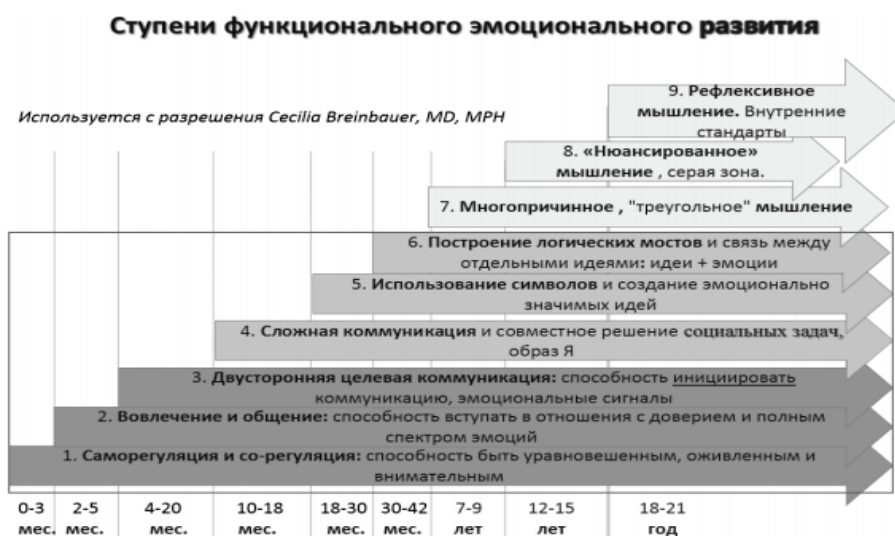 Ступени функционального эмоционального развития
Используется с разрешения Cecilia Breinbauer, MD, MPH
9. Рефлексивное
мышление. Внутренние
стандарты
8. «Нюансированное»
мышление , серая зона.
7. Многопричинное , "треугольное" мышление
6. Построение логических мостов и связь между
отдельными идеями: идеи + эмоции
5. Использование символов и создание эмоционально
значимых идей
4. Сложная коммуникация и совместное решение социальных задач,
образ Я
3. Двусторонняя целевая коммуникация: способность инициировать
коммуникацию, эмоциональные сигналы
2. Вовлечение и общение: способность вступать в отношения с доверием и полным
спектром эмоций
1. Саморегуляция и со-регуляция: способность быть уравновешенным, оживленным и
внимательным
0-3 2-5 4-20 10-18 18-30 30-42 7-9 12-15 18-21
мес. мес. мес. мес. мес. мес. лет лет год